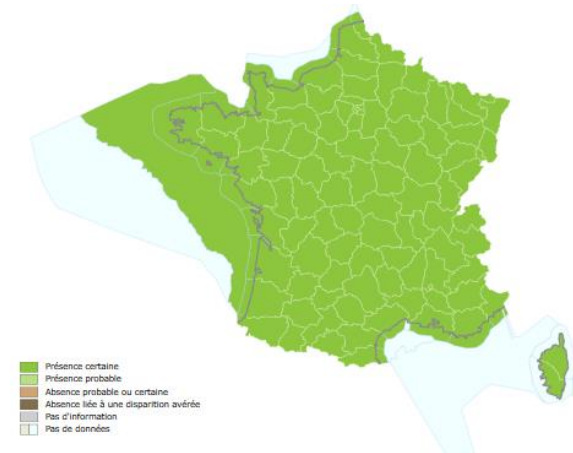 Présence certaine
Présence probable
Absence probable ou certaine
Absence liée à une disparition avérée
Pas d'information
Pas de données